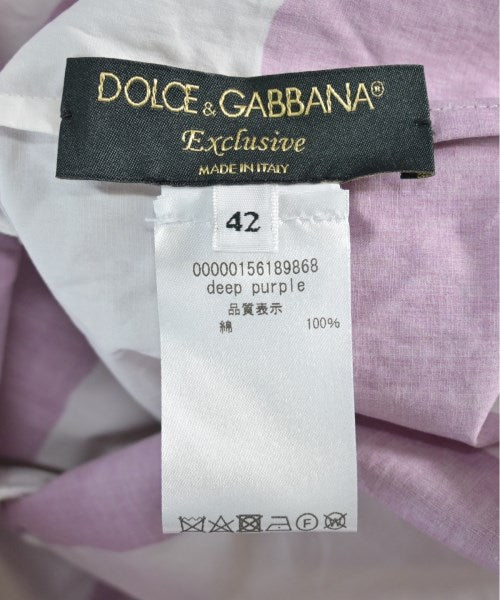 DOLCE & GABBANA®
Exclusive
MADE IN ITALY
42
00000156189868
deep purple
品質表示
綿 100%